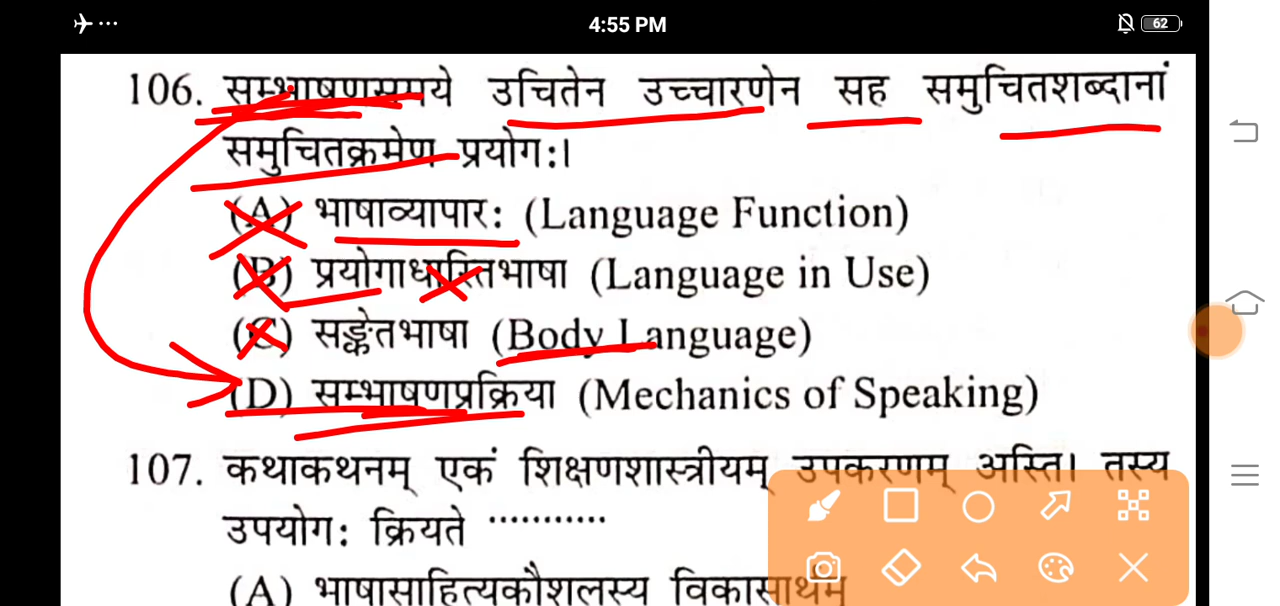 4:55 PM
62
106. सम्भाषणसमये उचितेन उच्चारणेन सह समुचितशब्दानां
समुचितक्रमेण प्रयोगः।
(A) भाषाव्यापारः (Language Function)
(B) प्रयोगाधारितभाषा (Language in Use)
(C) सङ्केतभाषा (Body Language)
(D) सम्भाषणप्रक्रिया (Mechanics of Speaking)
107. कथाकथनम् एकं शिक्षणशास्त्रीयम् उपकरणम् अस्ति। तस्य
उपयोगः क्रियते ...........
(A) भाषासाहित्यकौशलस्य विकासार्थम्